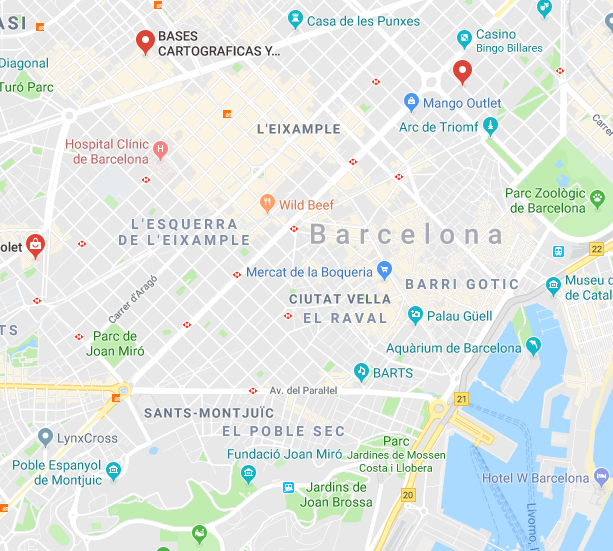 ASI
Casa de les Punxes
BASES
CARTOGRAFICAS Y...
Casino
Bingo Billares
Diagonal
Turó Parc
Mango Outlet
L'EIXAMPLE
Arc de Triomf
Hospital Clínic
de Barcelona
Parc Zoològic
de Barcelona
Wild Beef
L'ESQUERRA
DE L'EIXAMPLE
Barcelona
olet
22
Mercat de la Boqueria
BARRI GOTIC
Museu d
de Catal
Carrer d'Aragó
CIUTAT VELLA
EL RAVAL
Palau Güell
TS
Parc de
Joan Miró
Aquàrium de Barcelona
BARTS
Av. del Paral·lel
21
SANTS-MONTJUÏC
EL POBLE SEC
LynxCross
Parc
Jardines de Mossen
Costa i Llobera
Fundació Joan Miró
Poble Espanyol
de Montjuic
Hotel W Barcelona
Jardins de
Joan Brossa
20
Livorno,